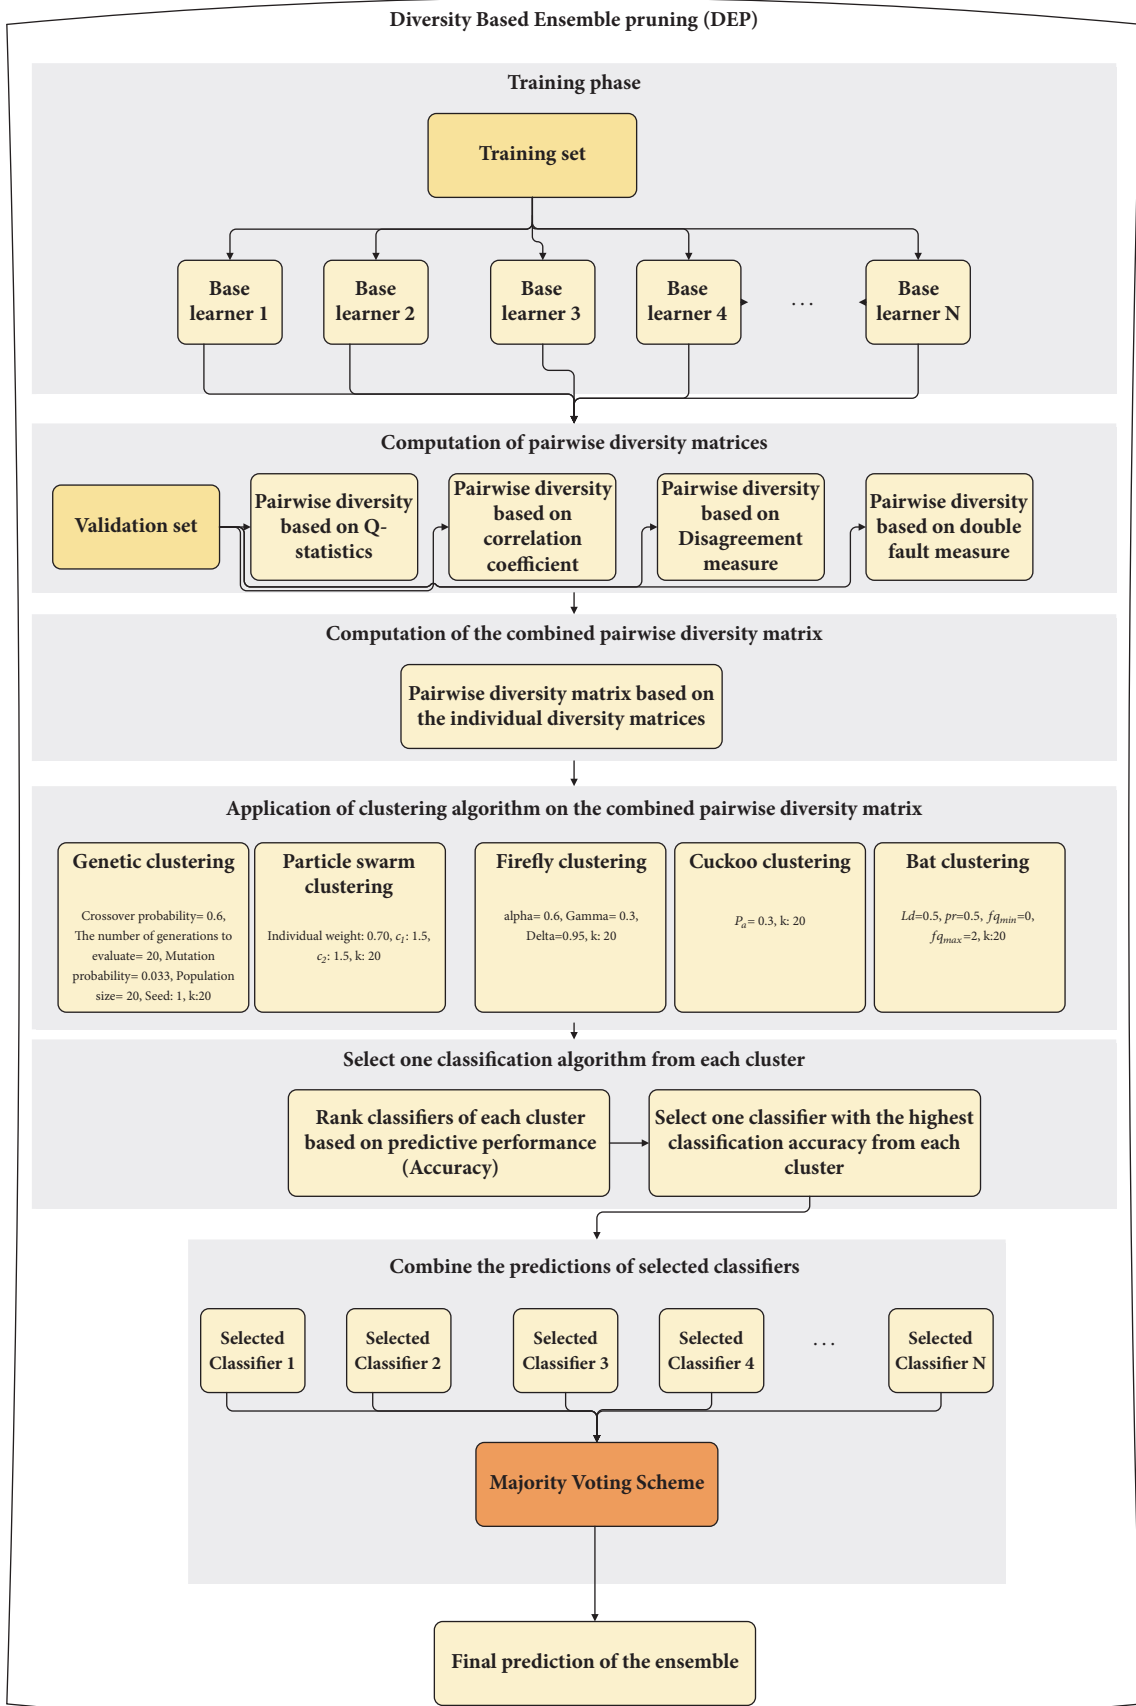 Diversity Based Ensemble pruning (DEP)
Training phase
Training set
Base
learner 1
Base
learner 2
Base
learner 3
Base
learner 4
...
Base
learner N
Computation of pairwise diversity matrices
Validation set
Pairwise diversity
based on Q-
statistics
Pairwise diversity
based on
correlation
coefficient
Pairwise diversity
based on
Disagreement
measure
Pairwise diversity
based on double
fault measure
Computation of the combined pairwise diversity matrix
Pairwise diversity matrix based on
the individual diversity matrices
Application of clustering algorithm on the combined pairwise diversity matrix
Genetic clustering
Crossover probability= 0.6,
The number of generations to
evaluate= 20, Mutation
probability= 0.033, Population
size= 20, Seed: 1, k:20
Particle swarm
clustering
Individual weight: 0.70, c1: 1.5,
c2: 1.5, k: 20
Firefly clustering
alpha= 0.6, Gamma= 0.3,
Delta=0.95, k: 20
Cuckoo clustering
Pa= 0.3, k: 20
Bat clustering
Ld=0.5, pr=0.5, fqmin=0,
fqmax=2, k:20
Select one classification algorithm from each cluster
Rank classifiers of each cluster
based on predictive performance
(Accuracy)
Select one classifier with the highest
classification accuracy from each
cluster
Combine the predictions of selected classifiers
Selected
Classifier 1
Selected
Classifier 2
Selected
Classifier 3
Selected
Classifier 4
...
Selected
Classifier N
Majority Voting Scheme
Final prediction of the ensemble